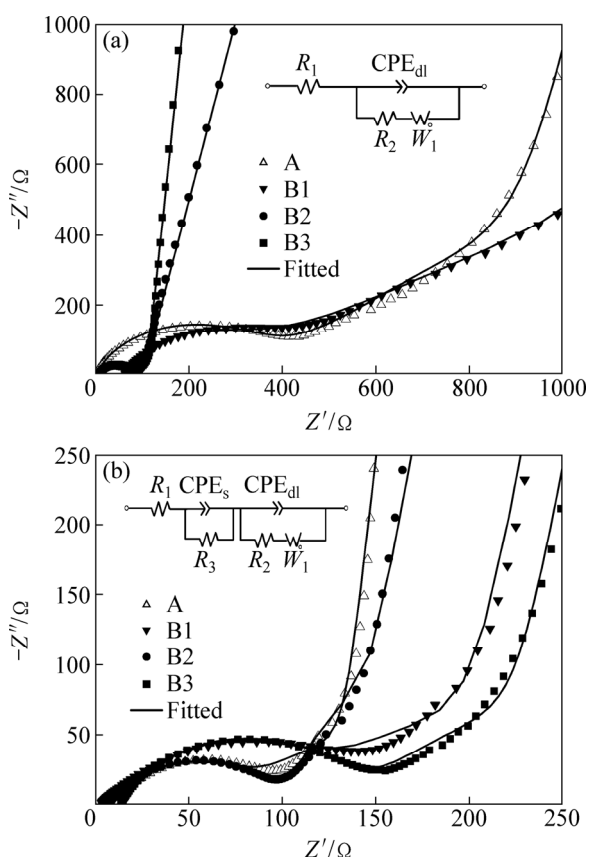 (a)
1000
800
600
400
200
0
200
400
600
800
1000
−Z″/Ω
Z′/Ω
R1
CPEdl
R2
W1
A
B1
B2
B3
Fitted
(b)
250
200
150
100
50
0
50
100
150
200
250
−Z″/Ω
Z′/Ω
R1
CPEs
CPEdl
R3
R2
W1
A
B1
B2
B3
Fitted